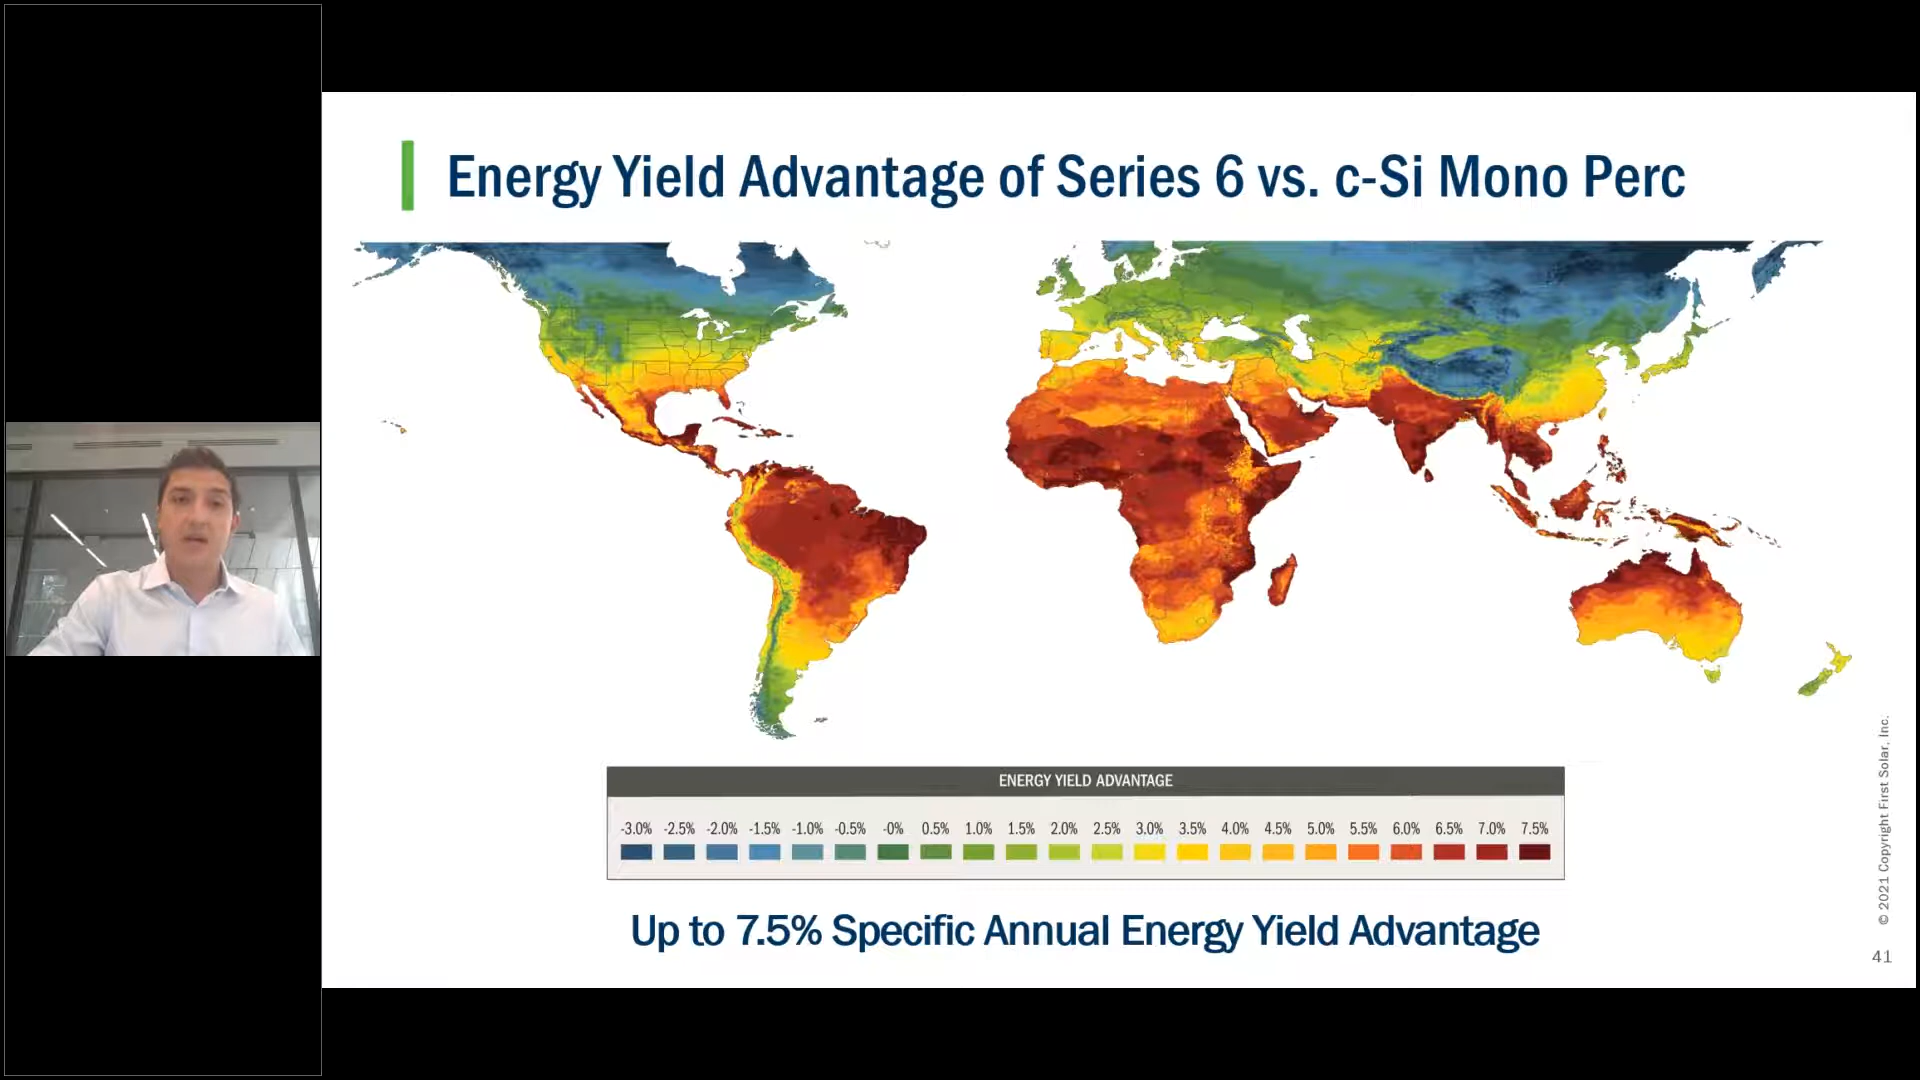 Energy Yield Advantage of Series 6 vs. c-Si Mono Perc
ENERGY YIELD ADVANTAGE
-3.0% -2.5% -2.0% -1.5% -1.0% -0.5% -0% 0.5% 1.0% 1.5% 2.0% 2.5% 3.0% 3.5% 4.0% 4.5% 5.0% 5.5% 6.0% 6.5% 7.0% 7.5%
Up to 7.5% Specific Annual Energy Yield Advantage
© 2021 Copyright First Solar, Inc.
41